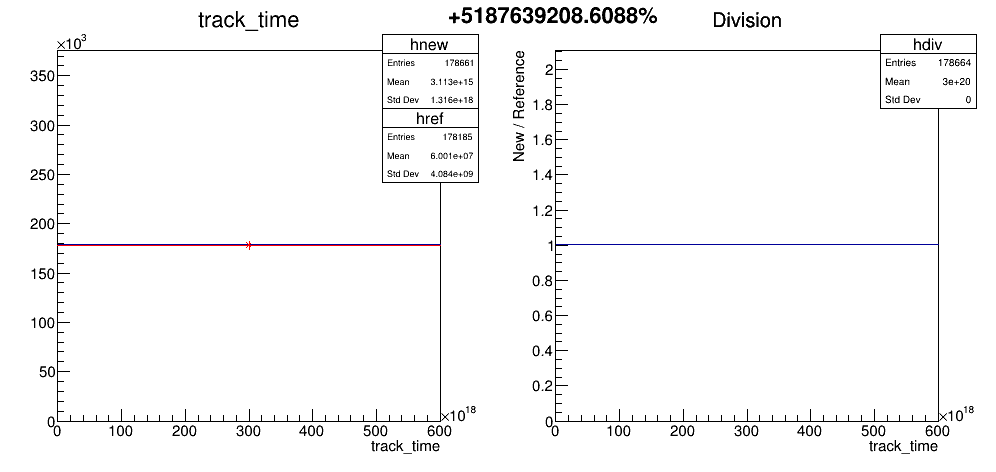 +5187639208.6088%
track_time
×10³
hnew
Entries 178661
Mean 3.113e+15
Std Dev 1.316e+18
href
Entries 178185
Mean 6.001e+07
Std Dev 4.084e+09
350
300
250
200
150
100
50
0
0 100 200 300 400 500 600
×10¹⁸
track_time
Division
hdiv
Entries 178664
Mean 3e+20
Std Dev 0
New / Reference
2
1.8
1.6
1.4
1.2
1
0.8
0.6
0.4
0.2
0
0 100 200 300 400 500 600
×10¹⁸
track_time